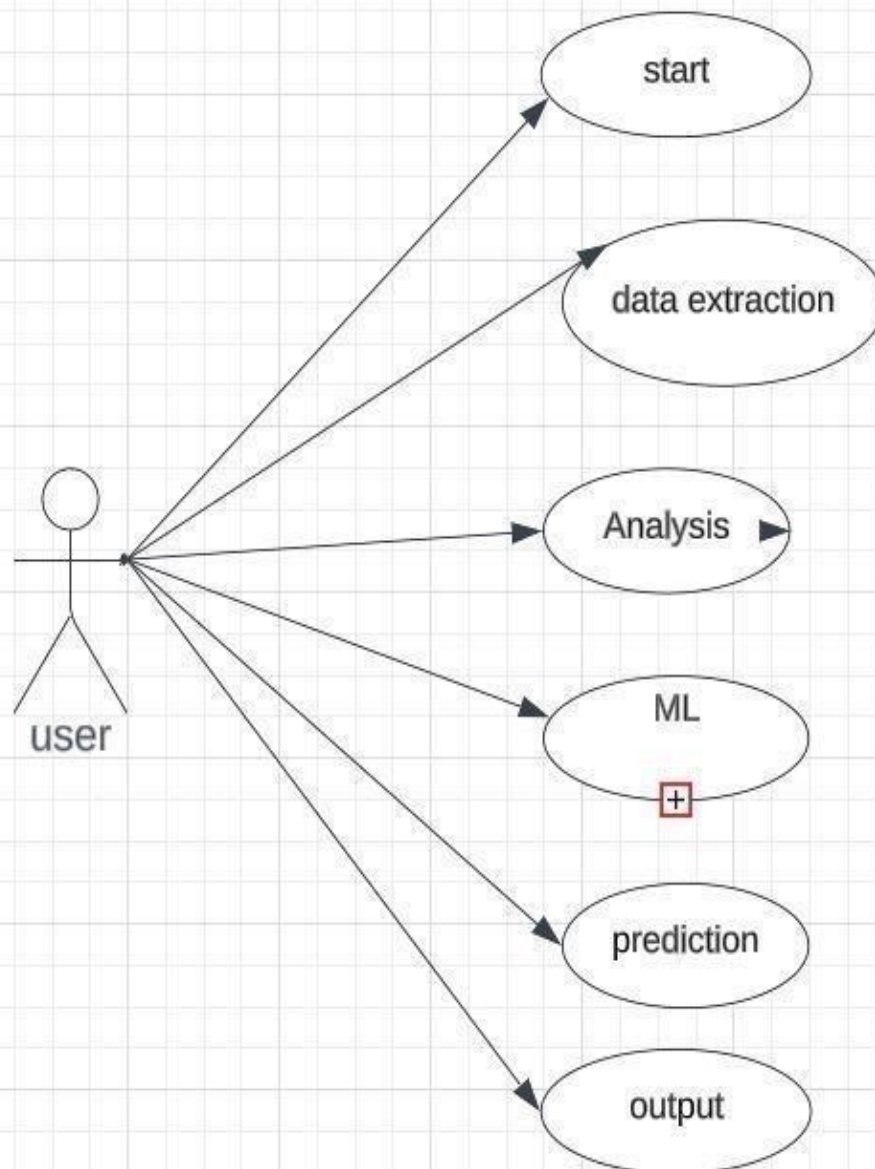 start
data extraction
Analysis
ML
user
prediction
output